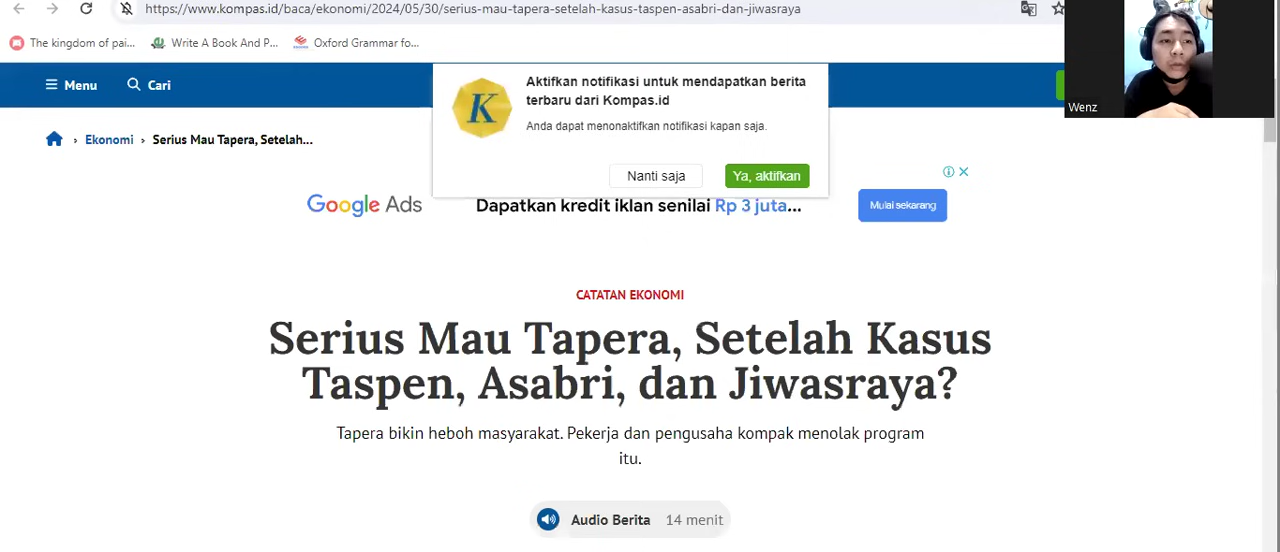 https://www.kompas.id/baca/ekonomi/2024/05/30/serius-mau-tapera-setelah-kasus-taspen-asabri-dan-jiwasraya
The kingdom of pai...
Write A Book And P...
Oxford Grammar fo...
Wenz
Menu
Cari
K
Aktifkan notifikasi untuk mendapatkan berita
terbaru dari Kompas.id
Anda dapat menonaktifkan notifikasi kapan saja.
Nanti saja
Ya, aktifkan
Ekonomi › Serius Mau Tapera, Setelah...
Google Ads
Dapatkan kredit iklan senilai Rp 3 juta...
Mulai sekarang
CATATAN EKONOMI
Serius Mau Tapera, Setelah Kasus
Taspen, Asabri, dan Jiwasraya?
Tapera bikin heboh masyarakat. Pekerja dan pengusaha kompak menolak program
itu.
Audio Berita 14 menit